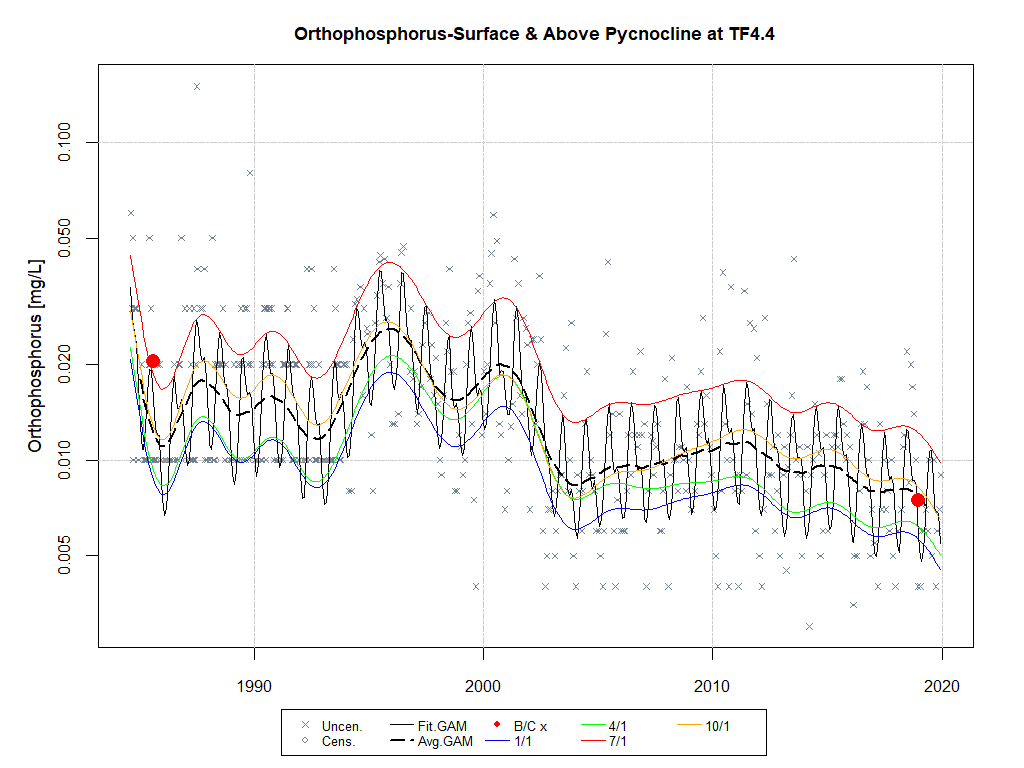 Orthophosphorus-Surface & Above Pycnocline at TF4.4
Orthophosphorus [mg/L]
0.100
0.050
0.020
0.010
0.005
1990 2000 2010 2020
Uncen. Fit.GAM B/C x 4/1 10/1
Cens. Avg.GAM 1/1 7/1